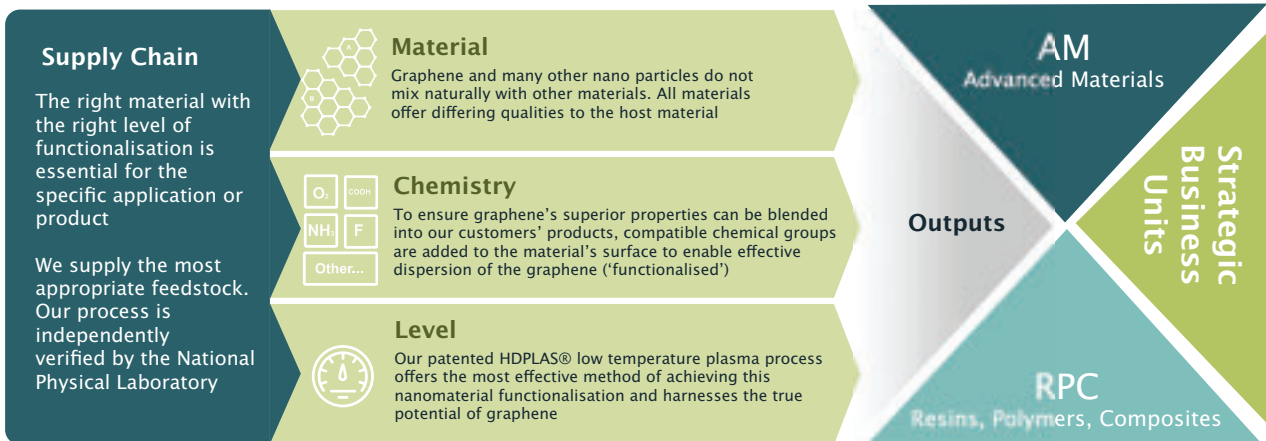 Supply Chain
The right material with
the right level of
functionalisation is
essential for the
specific application or
product
We supply the most
appropriate feedstock.
Our process is
independently
verified by the National
Physical Laboratory
A
B
Material
Graphene and many other nano particles do not
mix naturally with other materials. All materials
offer differing qualities to the host material
O₂
COOH
NH₃
F
Other...
Chemistry
To ensure graphene’s superior properties can be blended
into our customers’ products, compatible chemical groups
are added to the material’s surface to enable effective
dispersion of the graphene (‘functionalised’)
Level
Our patented HDPLAS® low temperature plasma process
offers the most effective method of achieving this
nanomaterial functionalisation and harnesses the true
potential of graphene
Outputs
AM
Advanced Materials
RPC
Resins, Polymers, Composites
Strategic
Business
Units